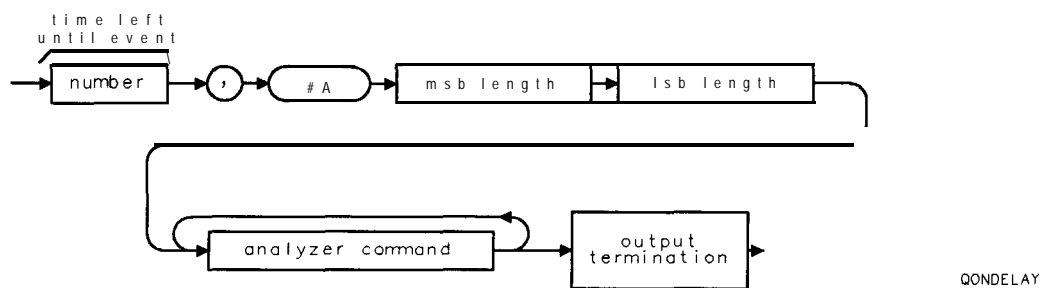 time left
until event
number , #A msb length lsb length
analyzer command
output
termination
QONDELAY